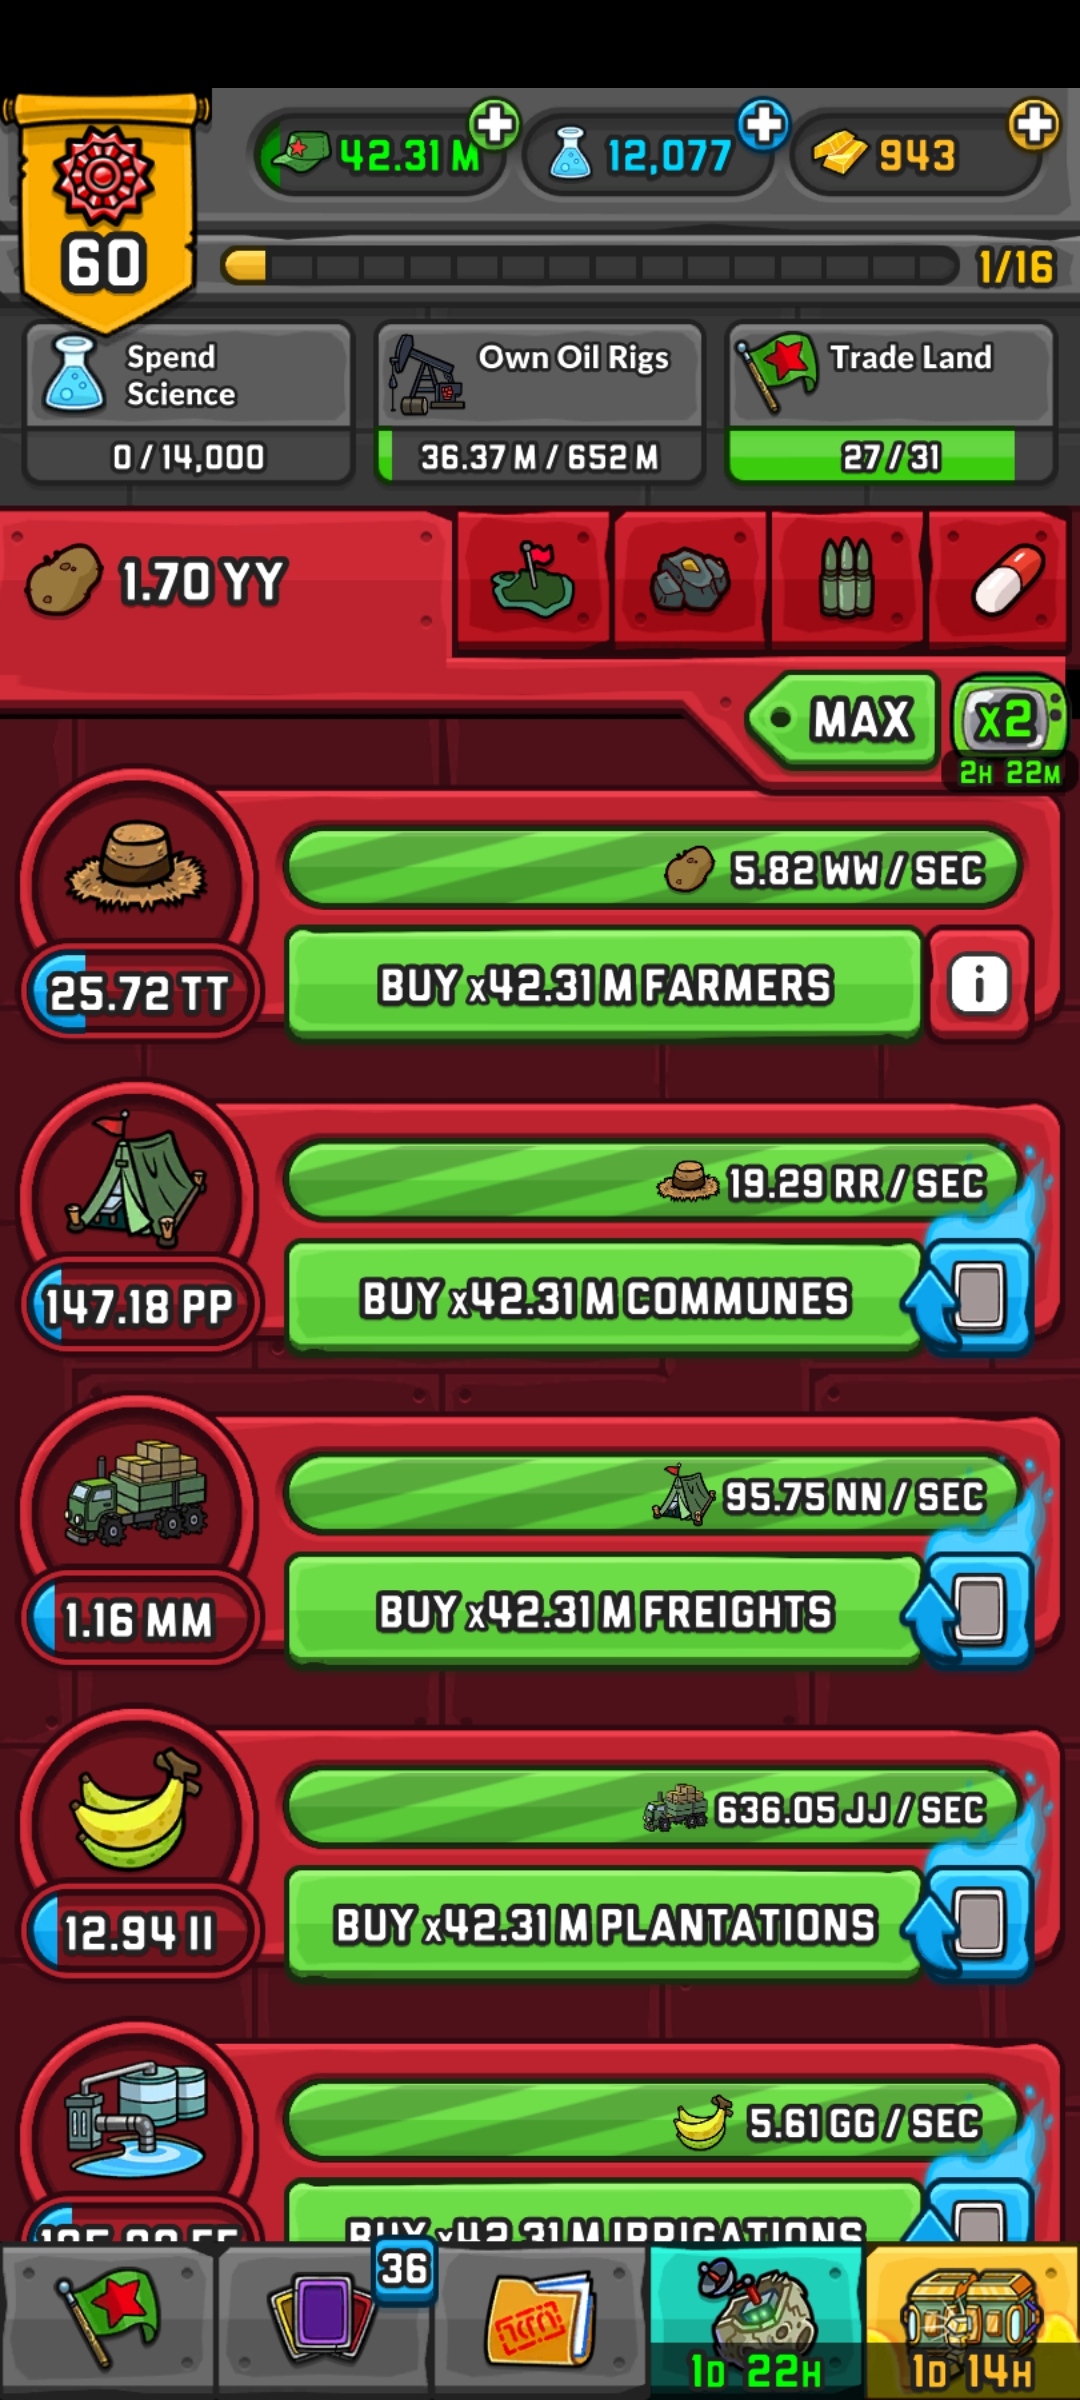 42.31 M
12,077
943
60
1/16
Spend
Science
0 / 14,000
Own Oil Rigs
36.37 M / 652 M
Trade Land
27 / 31
1.70 YY
MAX
x2
2H 22M
5.82 WW / SEC
25.72 TT
BUY x42.31 M FARMERS
i
19.29 RR / SEC
147.18 PP
BUY x42.31 M COMMUNES
95.75 NN / SEC
1.16 MM
BUY x42.31 M FREIGHTS
636.05 JJ / SEC
12.94 II
BUY x42.31 M PLANTATIONS
5.61 GG / SEC
BUY x42.31 M IRRIGATIONS
36
1D 22H
1D 14H